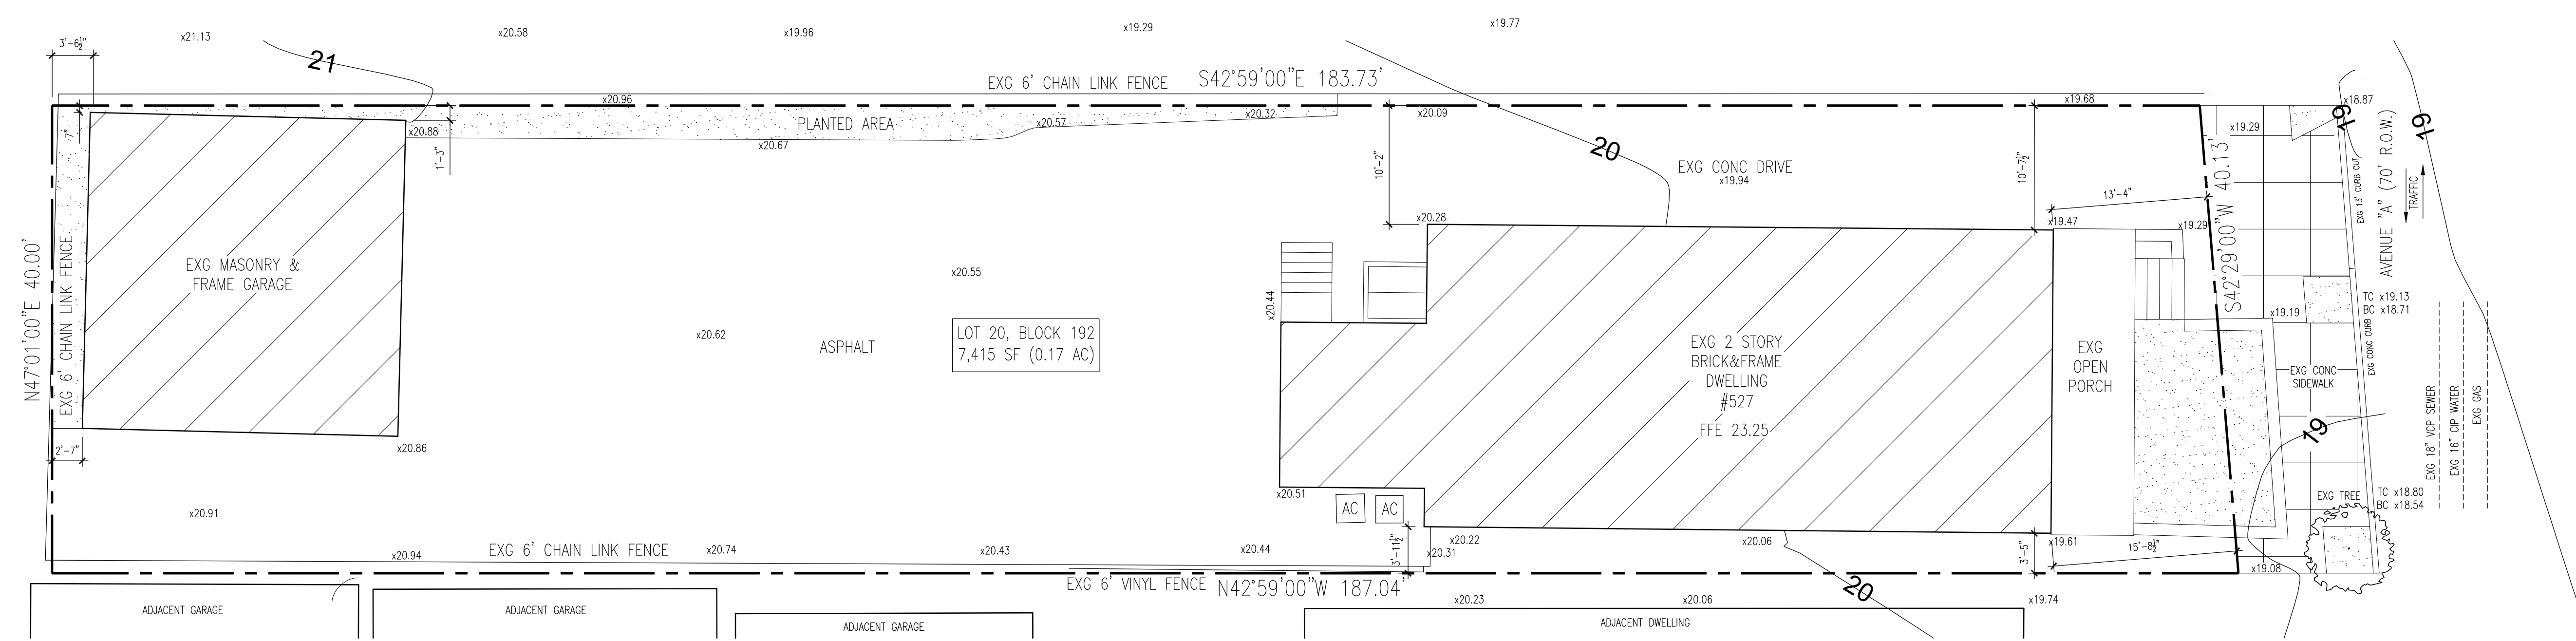 x21.13
x20.58
x19.96
x19.29
x19.77
3'-6½"
21
EXG 6' CHAIN LINK FENCE
S42°59'00"E 183.73'
x20.96
x19.68
x18.87
19
19
7"
x20.88
PLANTED AREA
x20.57
x20.32
x20.09
x19.29
x20.67
1'-3"
10'-2"
20
EXG CONC DRIVE
x19.94
10'-7½"
13'-4"
S42°29'00"W 40.13'
EXG 13' CURB CUT
AVENUE "A" (70' R.O.W.)
TRAFFIC
x20.28
x19.47
x19.29
N47°01'00"E 40.00'
EXG 6' CHAIN LINK FENCE
EXG MASONRY &
FRAME GARAGE
x20.55
x20.44
x20.62
ASPHALT
LOT 20, BLOCK 192
7,415 SF (0.17 AC)
EXG 2 STORY
BRICK&FRAME
DWELLING
#527
FFE 23.25
EXG
OPEN
PORCH
x19.19
TC x19.13
BC x18.71
EXG CONC CURB
EXG CONC
SIDEWALK
EXG 18" VCP SEWER
EXG 16" CIP WATER
EXG GAS
19
2'-7"
x20.86
x20.51
AC
AC
EXG TREE
TC x18.80
BC x18.54
x20.91
x20.94
EXG 6' CHAIN LINK FENCE
x20.74
x20.43
x20.44
3'-11½"
x20.31
x20.22
x20.06
3'-5"
x19.61
15'-8½"
x19.08
EXG 6' VINYL FENCE
N42°59'00"W 187.04'
20
x20.23
x20.06
x19.74
ADJACENT GARAGE
ADJACENT GARAGE
ADJACENT GARAGE
ADJACENT DWELLING